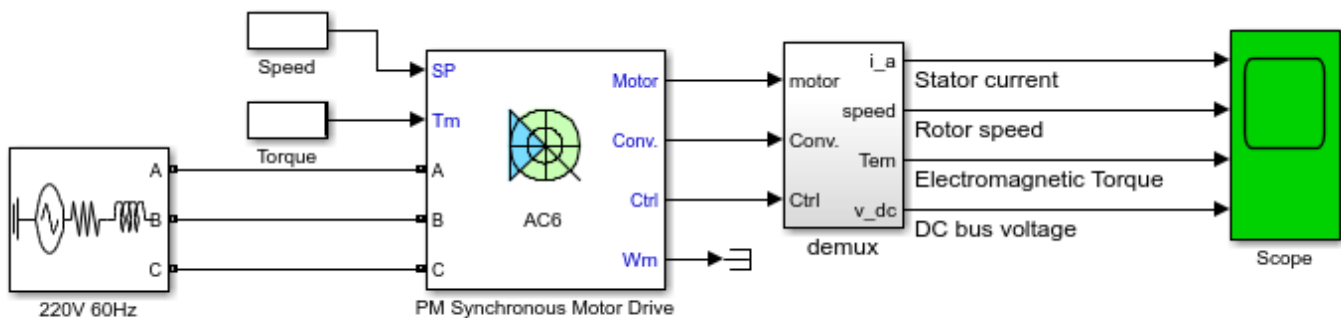 Speed
Torque
A
B
C
220V 60Hz
SP
Tm
A
B
C
Motor
Conv.
Ctrl
Wm
AC6
PM Synchronous Motor Drive
motor
Conv.
Ctrl
i_a
speed
Tem
v_dc
demux
Stator current
Rotor speed
Electromagnetic Torque
DC bus voltage
Scope